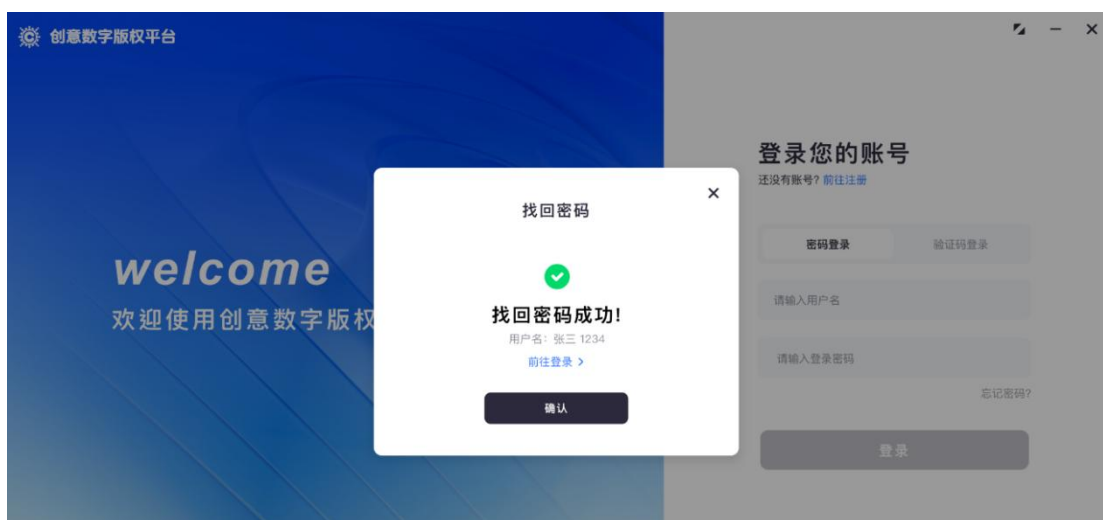 创意数字版权平台
welcome
欢迎使用创意数字版权
找回密码
找回密码成功!
用户名：张三 1234
前往登录 >
确认
登录您的账号
还没有账号? 前往注册
密码登录 验证码登录
请输入用户名
请输入登录密码
忘记密码?
登录